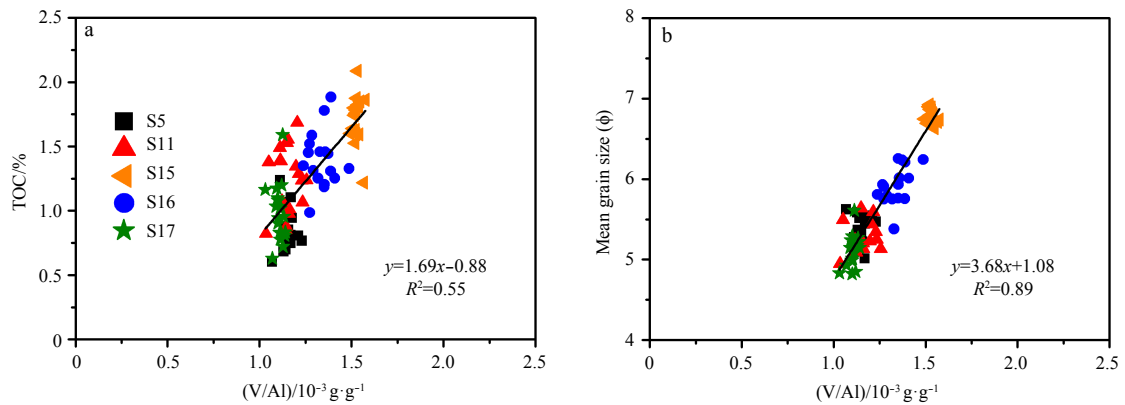 a
2.5
2.0
1.5
1.0
0.5
0
TOC/%
S5
S11
S15
S16
S17
y=1.69x−0.88
R²=0.55
0 0.5 1.0 1.5 2.0 2.5
(V/Al)/10⁻³ g·g⁻¹
b
8
7
6
5
4
Mean grain size (ϕ)
y=3.68x+1.08
R²=0.89
0 0.5 1.0 1.5 2.0 2.5
(V/Al)/10⁻³ g·g⁻¹